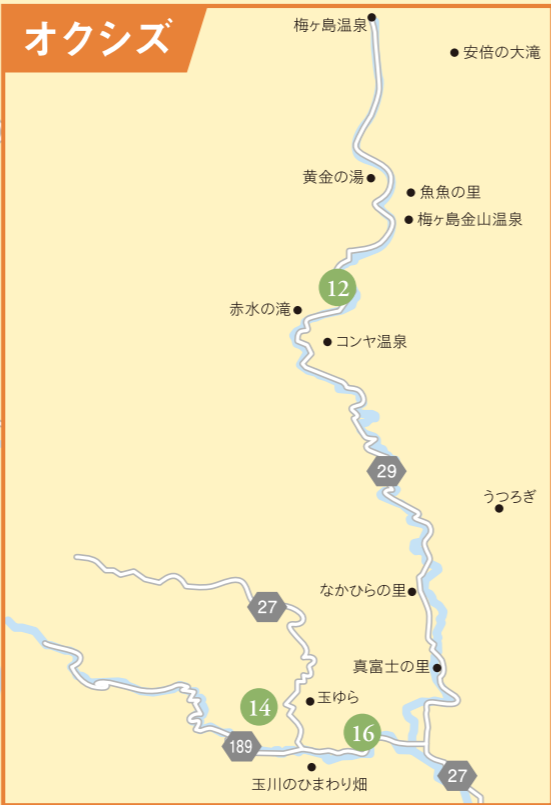 オクシズ
梅ヶ島温泉
安倍の大滝
黄金の湯
魚魚の里
梅ヶ島金山温泉
12
赤水の滝
コンヤ温泉
29
うつろぎ
なかひらの里
27
真富士の里
玉ゆら
14
16
189
27
玉川のひまわり畑